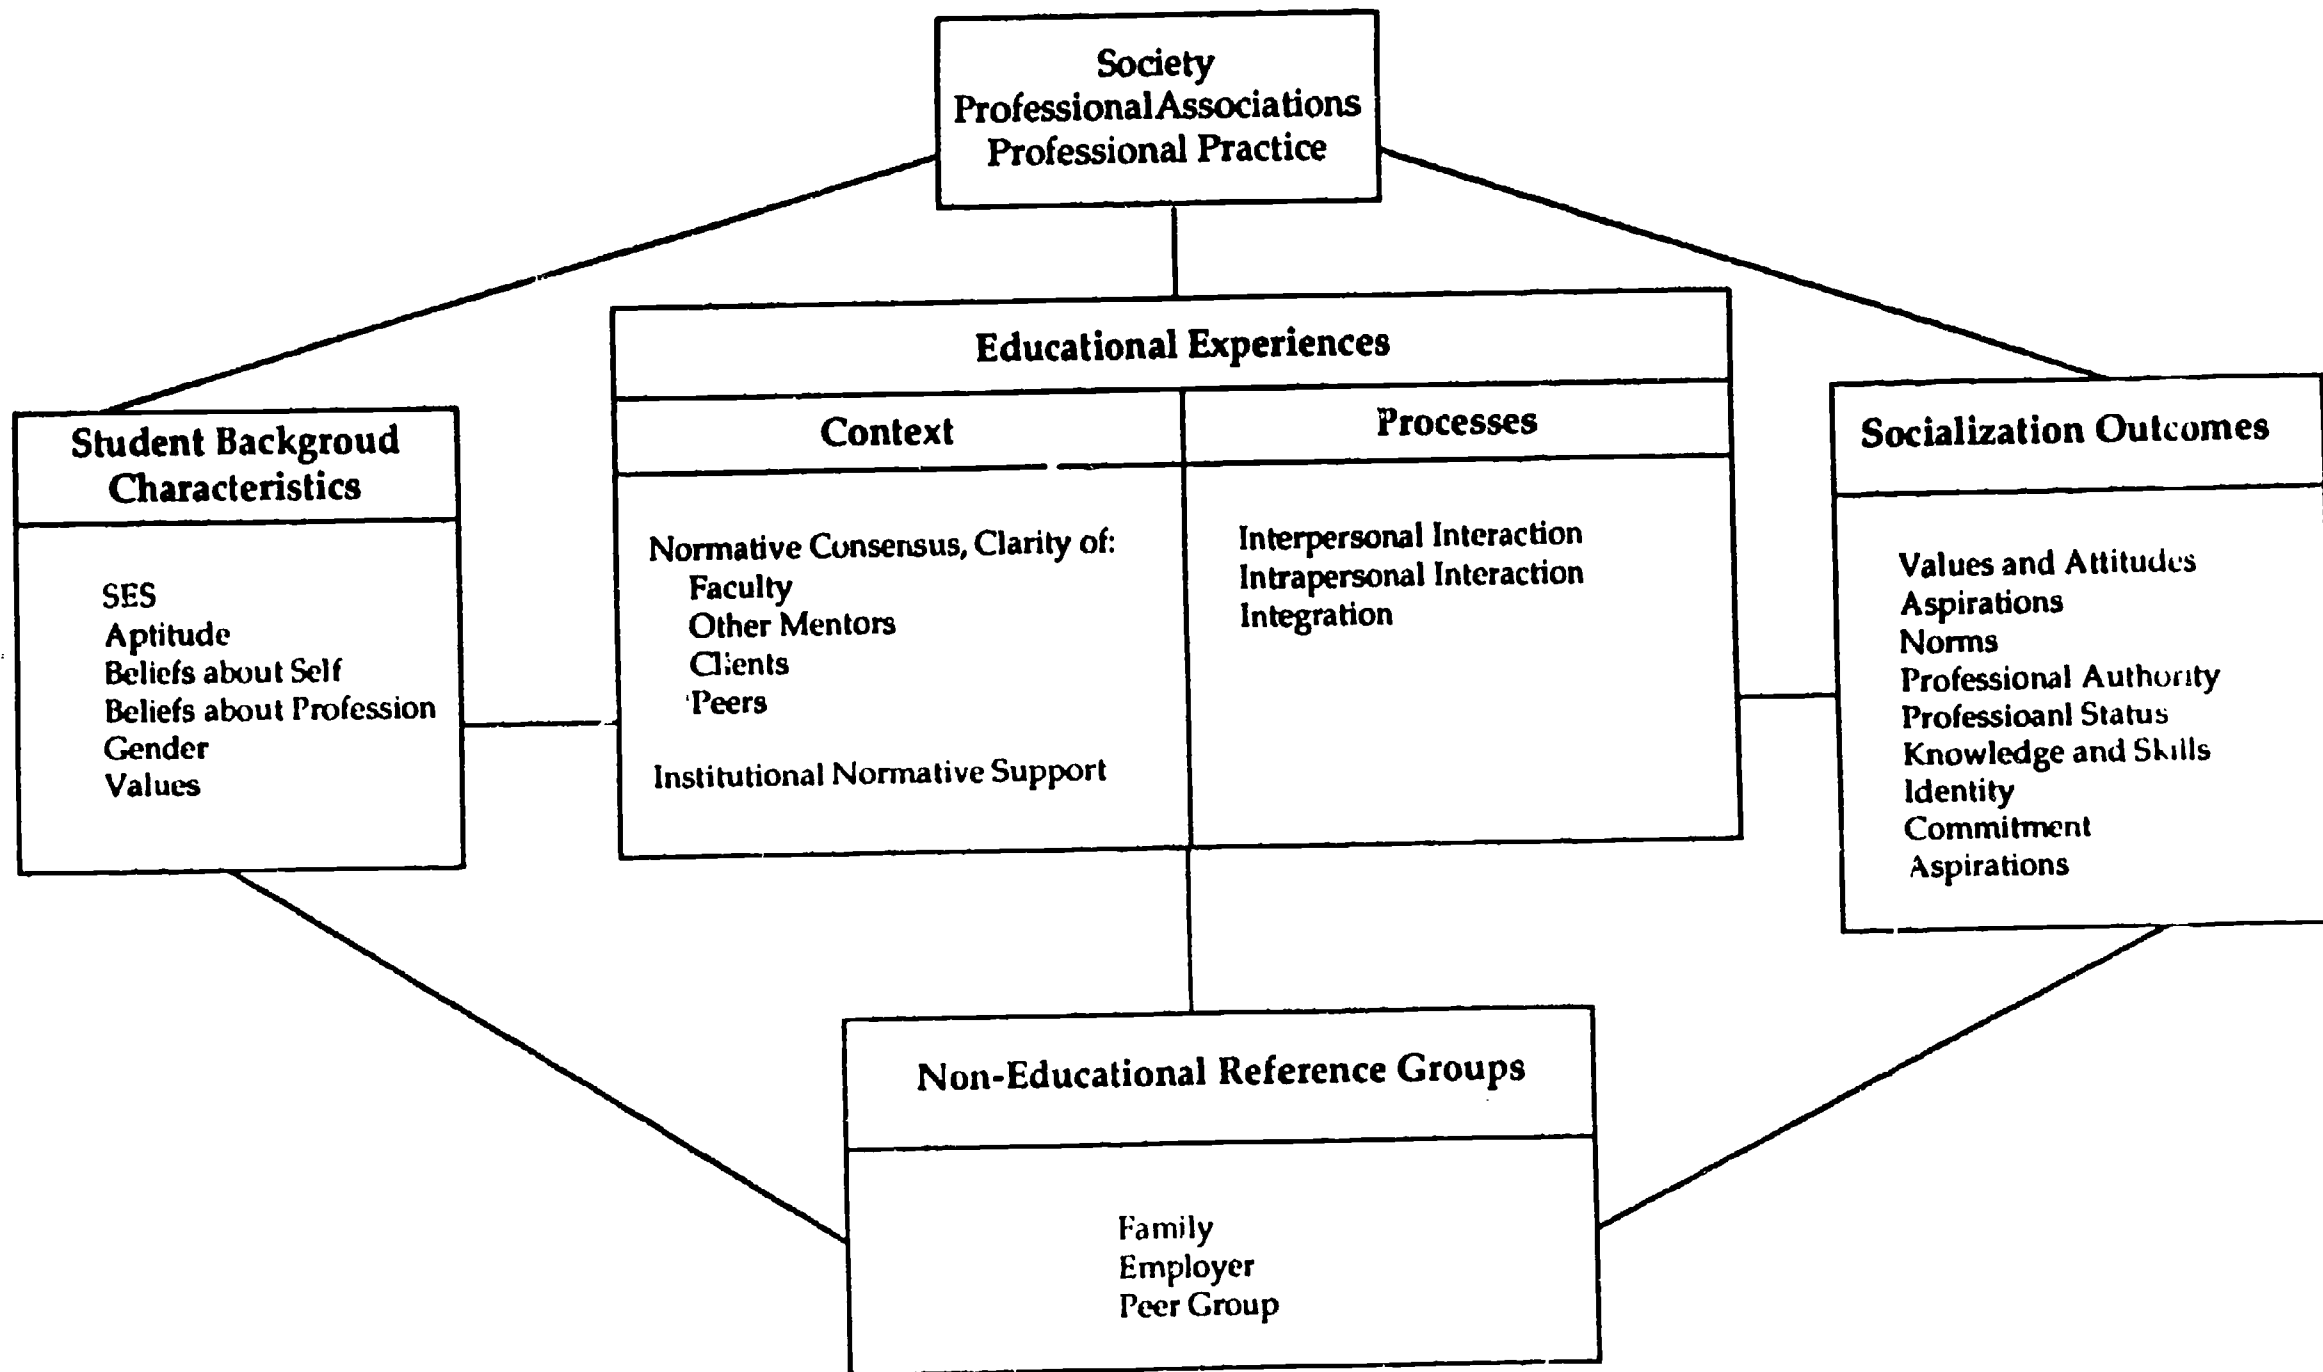 Society
Professional Associations
Professional Practice
Educational Experiences
Context
Processes
Normative Consensus, Clarity of:
Faculty
Other Mentors
Clients
Peers
Institutional Normative Support
Interpersonal Interaction
Intrapersonal Interaction
Integration
Student Backgroud
Characteristics
SES
Aptitude
Beliefs about Self
Beliefs about Profession
Gender
Values
Socialization Outcomes
Values and Attitudes
Aspirations
Norms
Professional Authority
Professioanl Status
Knowledge and Skills
Identity
Commitment
Aspirations
Non-Educational Reference Groups
Family
Employer
Peer Group